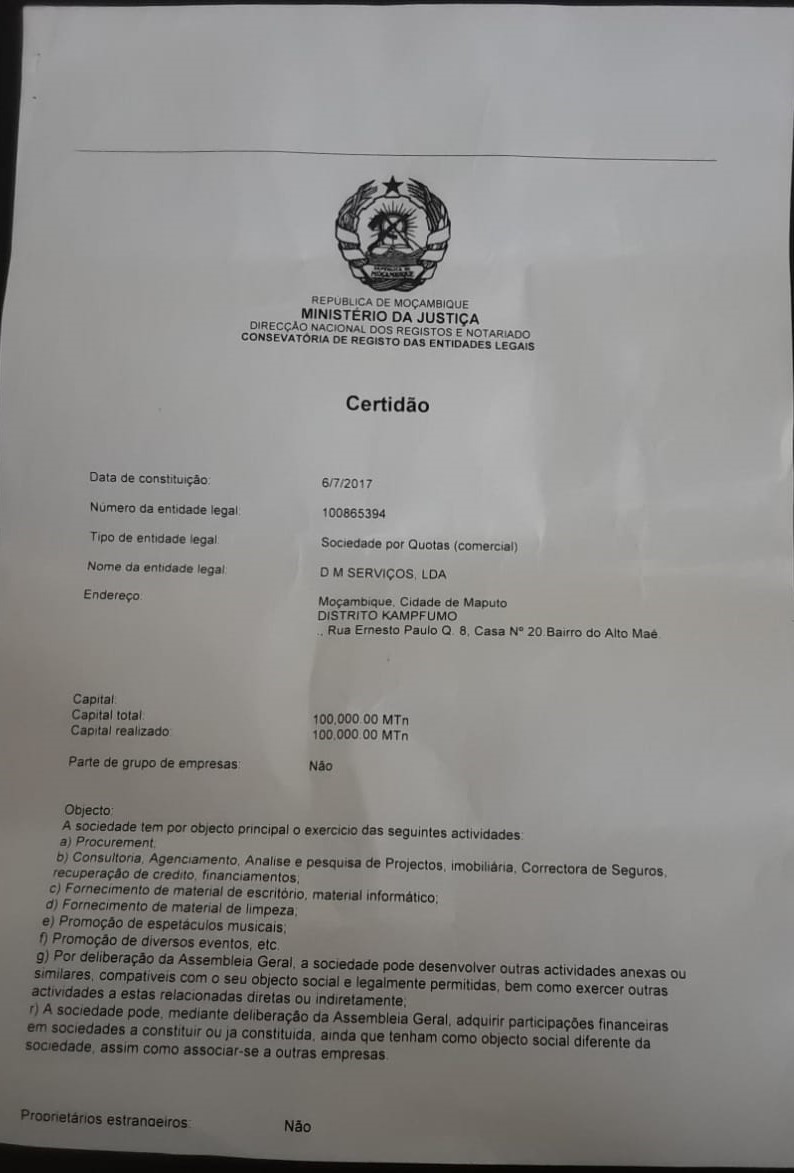 REPÚBLICA DE MOÇAMBIQUE
REPÚBLICA DE MOÇAMBIQUE
MINISTÉRIO DA JUSTIÇA
DIRECÇÃO NACIONAL DOS REGISTOS E NOTARIADO
CONSEVATÓRIA DE REGISTO DAS ENTIDADES LEGAIS
Certidão
Data de constituição: 6/7/2017
Número da entidade legal: 100865394
Tipo de entidade legal: Sociedade por Quotas (comercial)
Nome da entidade legal: D M SERVIÇOS, LDA
Endereço: Moçambique, Cidade de Maputo
DISTRITO KAMPFUMO
., Rua Ernesto Paulo Q. 8, Casa Nº 20.Bairro do Alto Maé.
Capital:
Capital total: 100,000.00 MTn
Capital realizado: 100,000.00 MTn
Parte de grupo de empresas: Não
Objecto:
A sociedade tem por objecto principal o exercicio das seguintes actividades:
a) Procurement;
b) Consultoria, Agenciamento, Analise e pesquisa de Projectos, imobiliária, Correctora de Seguros,
recuperação de credito, financiamentos;
c) Fornecimento de material de escritório, material informático;
d) Fornecimento de material de limpeza;
e) Promoção de espetáculos musicais;
f) Promoção de diversos eventos, etc.
g) Por deliberação da Assembleia Geral, a sociedade pode desenvolver outras actividades anexas ou
similares, compativeis com o seu objecto social e legalmente permitidas, bem como exercer outras
actividades a estas relacionadas diretas ou indiretamente;
r) A sociedade pode, mediante deliberação da Assembleia Geral, adquirir participações financeiras
em sociedades a constituir ou ja constituida, ainda que tenham como objecto social diferente da
sociedade, assim como associar-se a outras empresas.
Proprietários estrangeiros: Não